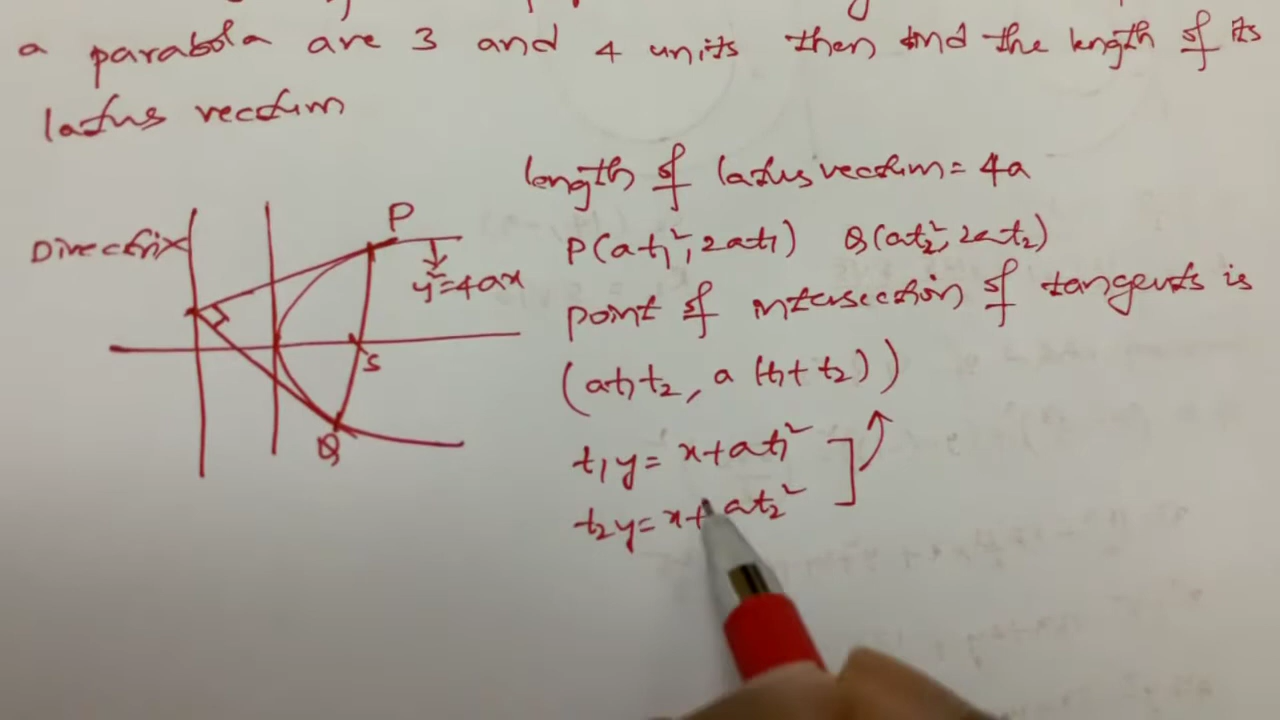 a parabola are 3 and 4 units then find the length of its
latus rectum
length of latus rectum = 4a
Directrix
P
P(at₁², 2at₁) Q(at₂², 2at₂)
y²=4ax
point of intersection of tangents is
S
(at₁t₂, a(t₁+t₂))
Q
t₁y = x+at₁²
t₂y = x+at₂²